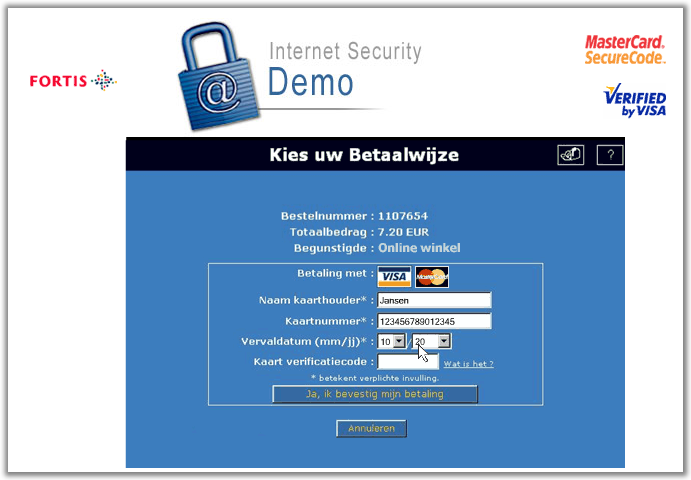 FORTIS
@
Internet Security
Demo
MasterCard.
SecureCode.
VERIFIED
by VISA
Kies uw Betaalwijze
?
Bestelnummer : 1107654
Totaalbedrag : 7.20 EUR
Begunstigde : Online winkel
Betaling met : VISA MasterCard
Naam kaarthouder* : Jansen
Kaartnummer* : 123456789012345
Vervaldatum (mm/jj)* : 10 / 20
Kaart verificatiecode : Wat is het ?
* betekent verplichte invulling.
Ja, ik bevestig mijn betaling
Annuleren